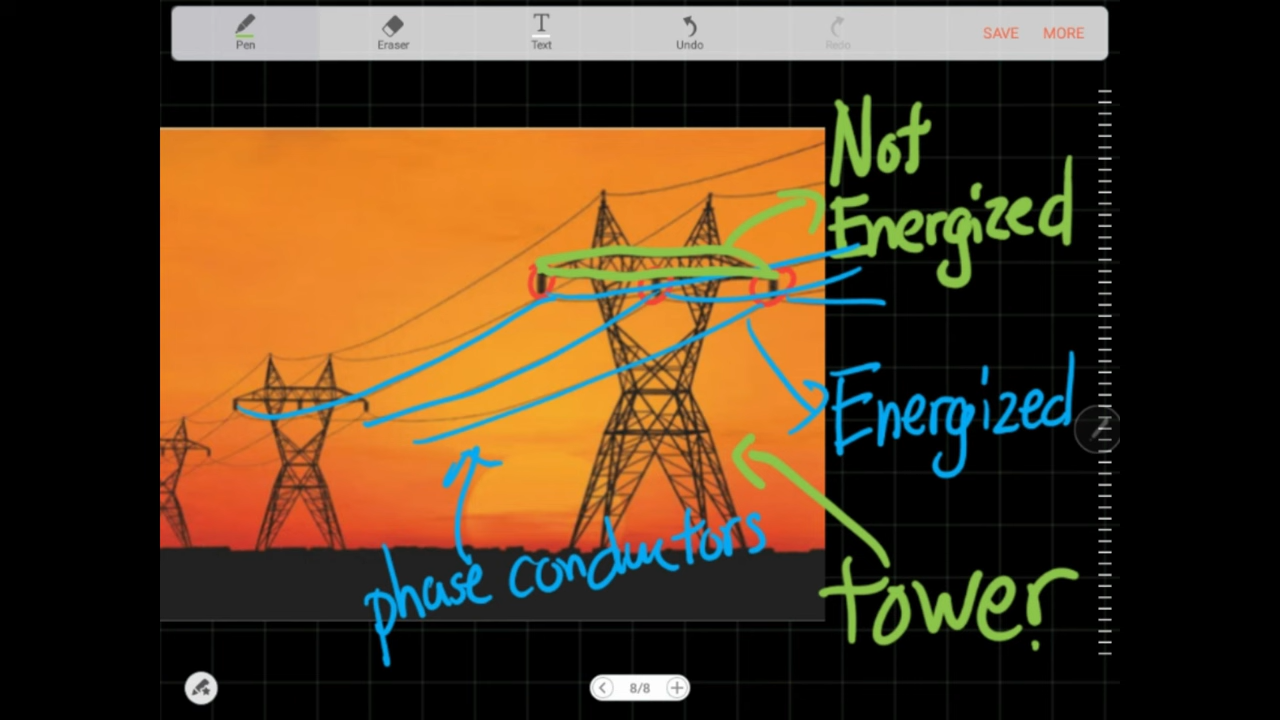 Pen
Eraser
Text
Undo
Redo
SAVE
MORE
Not
Energized
Energized
phase conductors
tower
8/8